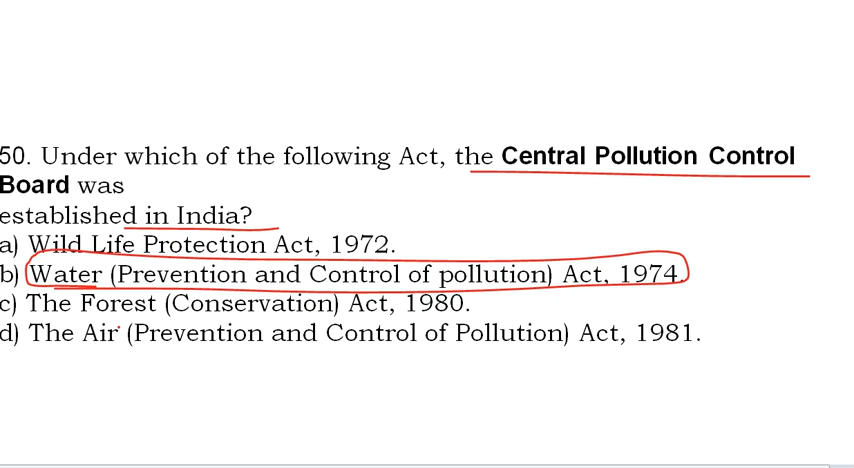 50. Under which of the following Act, the Central Pollution Control
Board was
established in India?
a) Wild Life Protection Act, 1972.
b) Water (Prevention and Control of pollution) Act, 1974.
c) The Forest (Conservation) Act, 1980.
d) The Air (Prevention and Control of Pollution) Act, 1981.